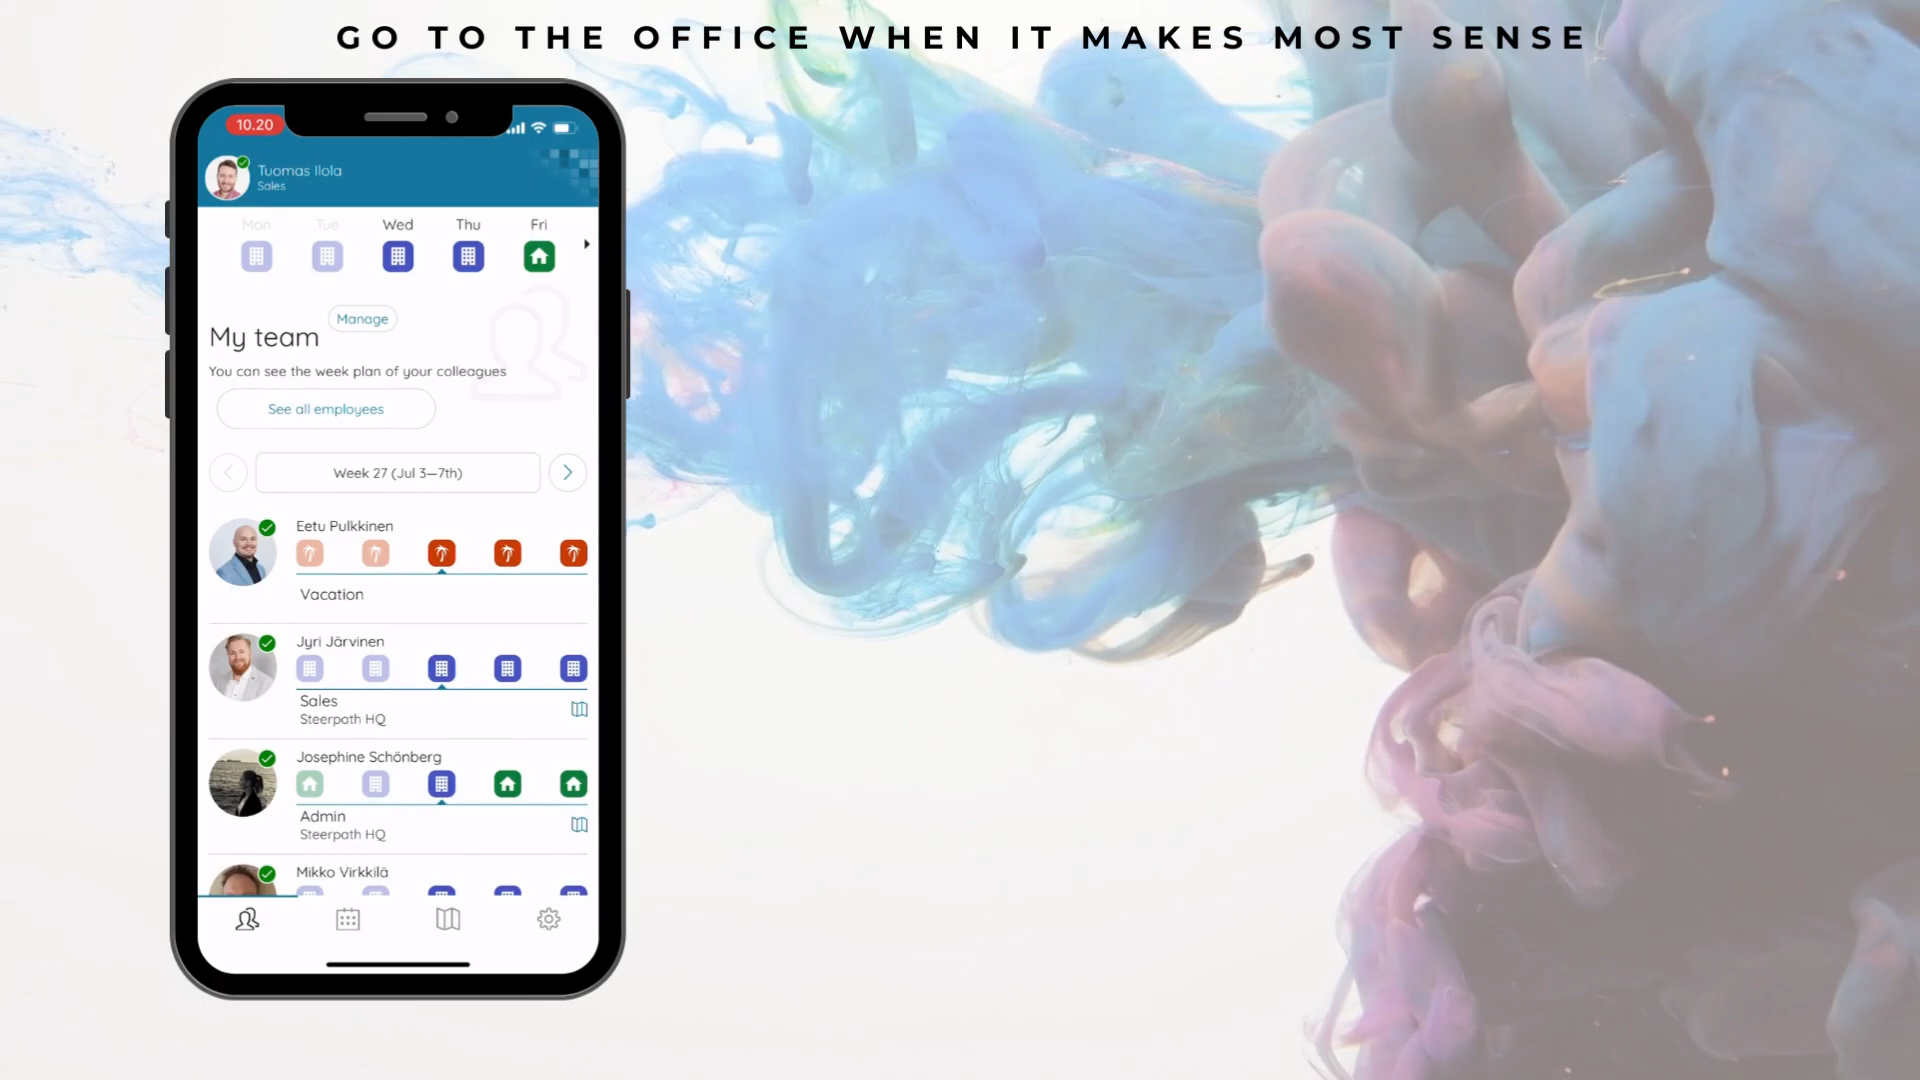 GO TO THE OFFICE WHEN IT MAKES MOST SENSE
10.20
Tuomas Ilola
Sales
Mon Tue Wed Thu Fri
Manage
My team
You can see the week plan of your colleagues
See all employees
Week 27 (Jul 3–7th)
Eetu Pulkkinen
Vacation
Jyri Järvinen
Sales
Steerpath HQ
Josephine Schönberg
Admin
Steerpath HQ
Mikko Virkkilä